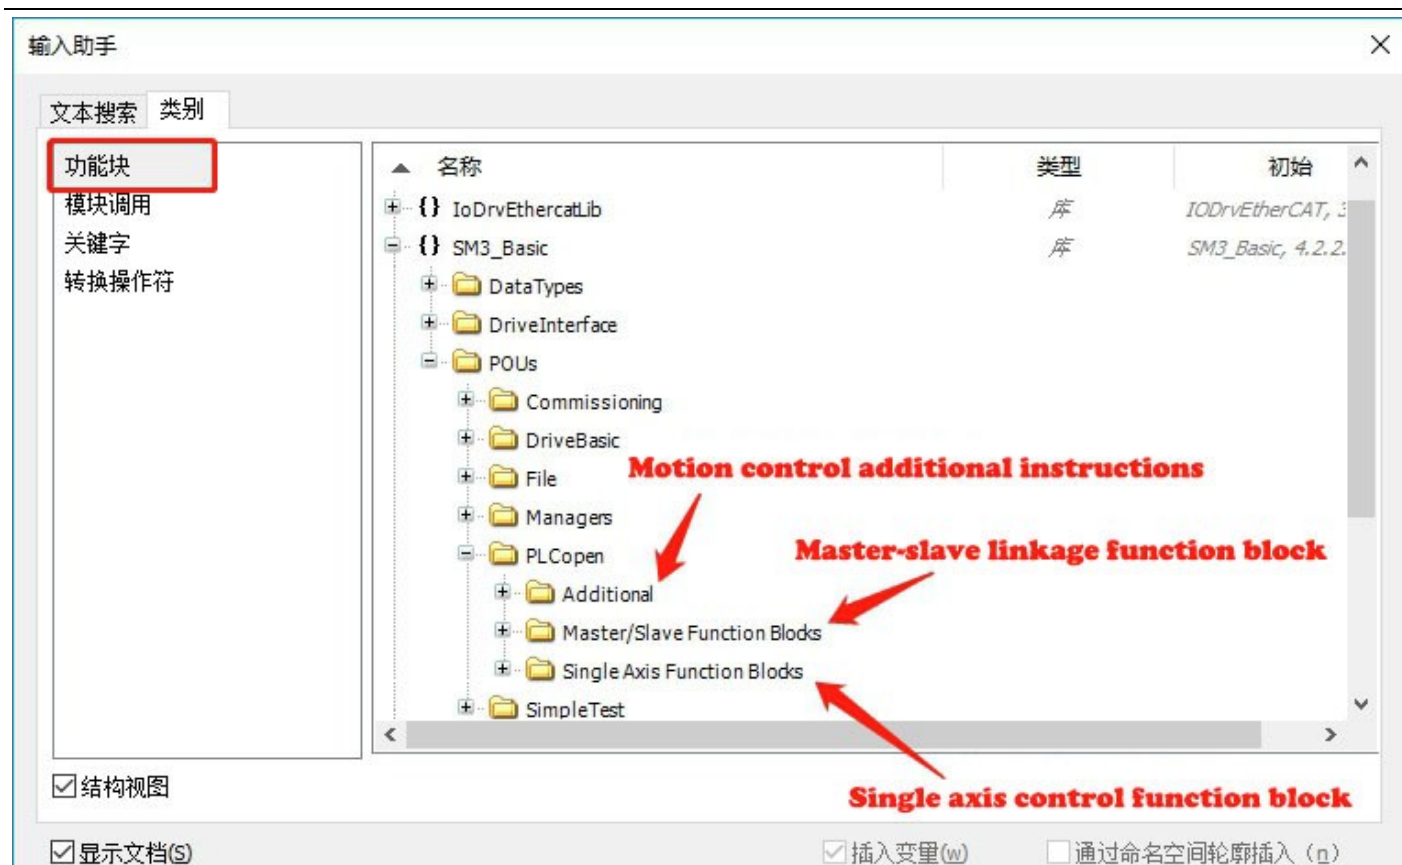 输入助手
文本搜索 类别
功能块
模块调用
关键字
转换操作符
名称 类型 初始
{} IoDrvEthercatLib 库 IODrvEtherCAT, 3
{} SM3_Basic 库 SM3_Basic, 4.2.2.
DataTypes
DriveInterface
POUs
Commissioning
DriveBasic
File
Motion control additional instructions
Managers
PLCopen
Master-slave linkage function block
Additional
Master/Slave Function Blocks
Single Axis Function Blocks
SimpleTest
结构视图
Single axis control function block
显示文档(S) 插入变量(w) 通过命名空间轮廓插入 (n)